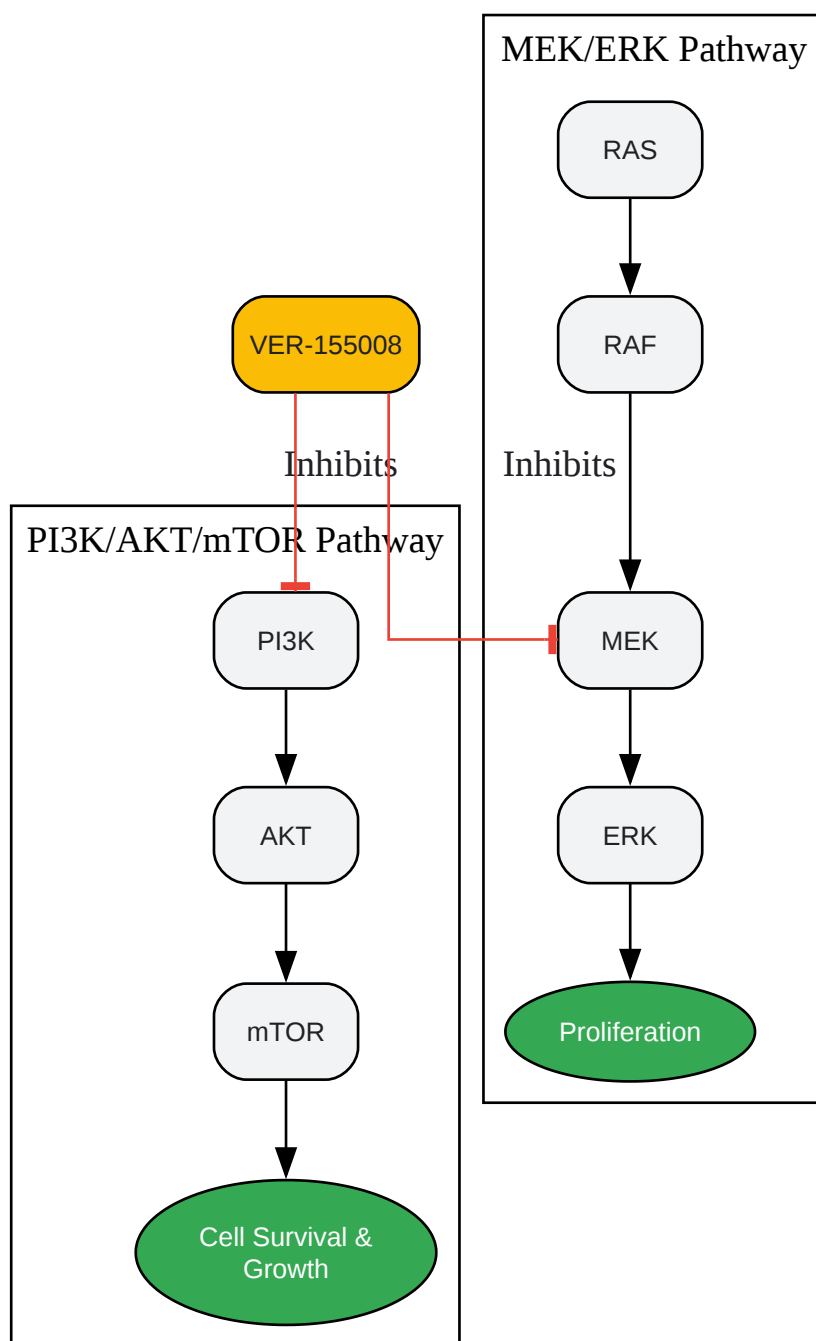 MEK/ERK Pathway
RAS
VER-155008
RAF
Inhibits
Inhibits
PI3K/AKT/mTOR Pathway
PI3K
MEK
AKT
ERK
mTOR
Proliferation
Cell Survival &
Growth